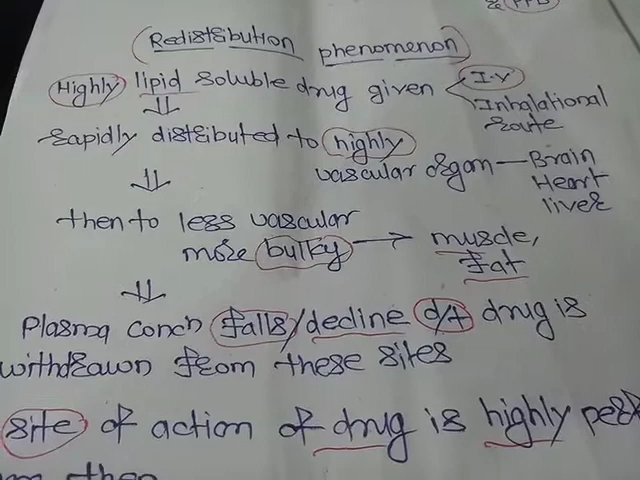 & PPB
(Redistribution phenomenon)
Highly lipid soluble drug given < I.V
Inhalational
route
rapidly distributed to highly
vascular organ — Brain
Heart
liver
then to less vascular
more bulky → muscle,
fat
Plasma concn falls/decline d/t drug is
withdrawn from these sites
site of action of drug is highly
then